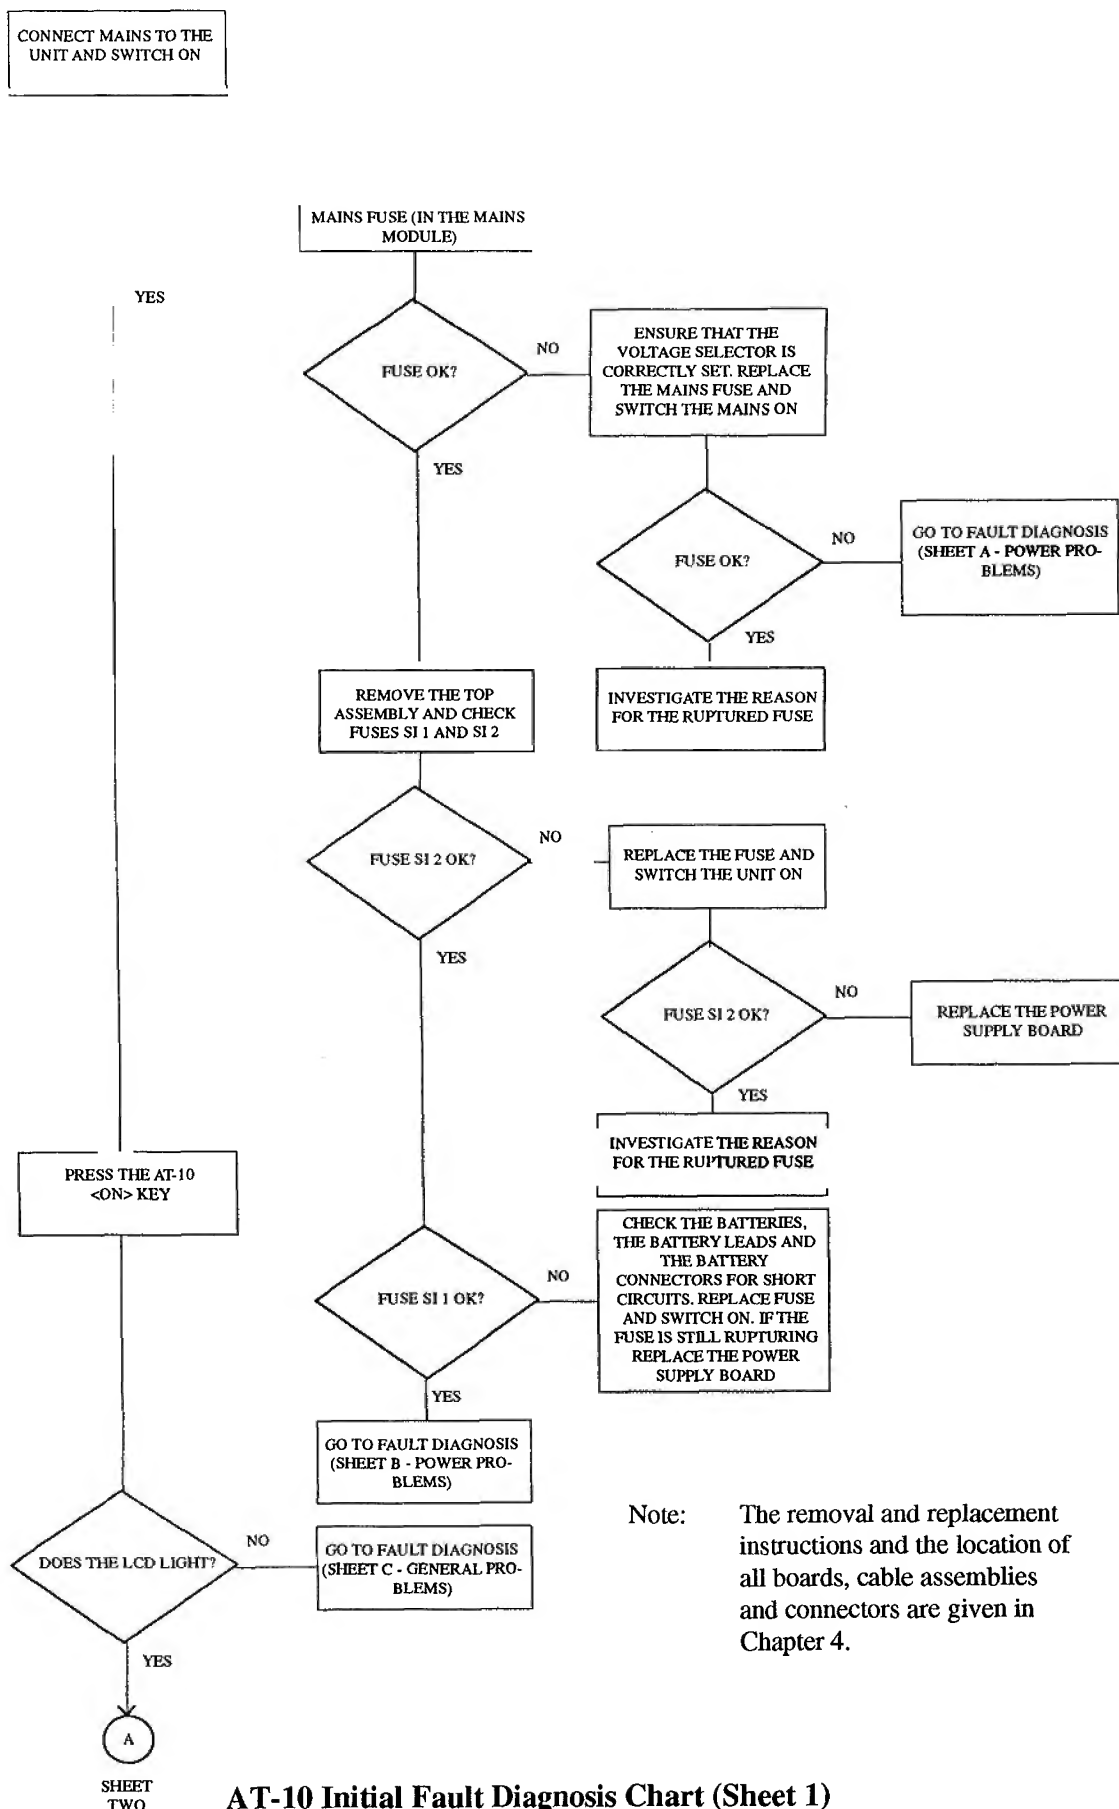 CONNECT MAINS TO THE
UNIT AND SWITCH ON
MAINS FUSE (IN THE MAINS
MODULE)
YES
FUSE OK?
NO
ENSURE THAT THE
VOLTAGE SELECTOR IS
CORRECTLY SET. REPLACE
THE MAINS FUSE AND
SWITCH THE MAINS ON
YES
FUSE OK?
NO
GO TO FAULT DIAGNOSIS
(SHEET A - POWER PRO-
BLEMS)
YES
REMOVE THE TOP
ASSEMBLY AND CHECK
FUSES SI 1 AND SI 2
INVESTIGATE THE REASON
FOR THE RUPTURED FUSE
FUSE SI 2 OK?
NO
REPLACE THE FUSE AND
SWITCH THE UNIT ON
YES
FUSE SI 2 OK?
NO
REPLACE THE POWER
SUPPLY BOARD
YES
INVESTIGATE THE REASON
FOR THE RUPTURED FUSE
PRESS THE AT-10
<ON> KEY
FUSE SI 1 OK?
NO
CHECK THE BATTERIES,
THE BATTERY LEADS AND
THE BATTERY
CONNECTORS FOR SHORT
CIRCUITS. REPLACE FUSE
AND SWITCH ON. IF THE
FUSE IS STILL RUPTURING
REPLACE THE POWER
SUPPLY BOARD
YES
GO TO FAULT DIAGNOSIS
(SHEET B - POWER PRO-
BLEMS)
DOES THE LCD LIGHT?
NO
GO TO FAULT DIAGNOSIS
(SHEET C - GENERAL PRO-
BLEMS)
Note: The removal and replacement
instructions and the location of
all boards, cable assemblies
and connectors are given in
Chapter 4.
YES
A
SHEET
TWO
AT-10 Initial Fault Diagnosis Chart (Sheet 1)